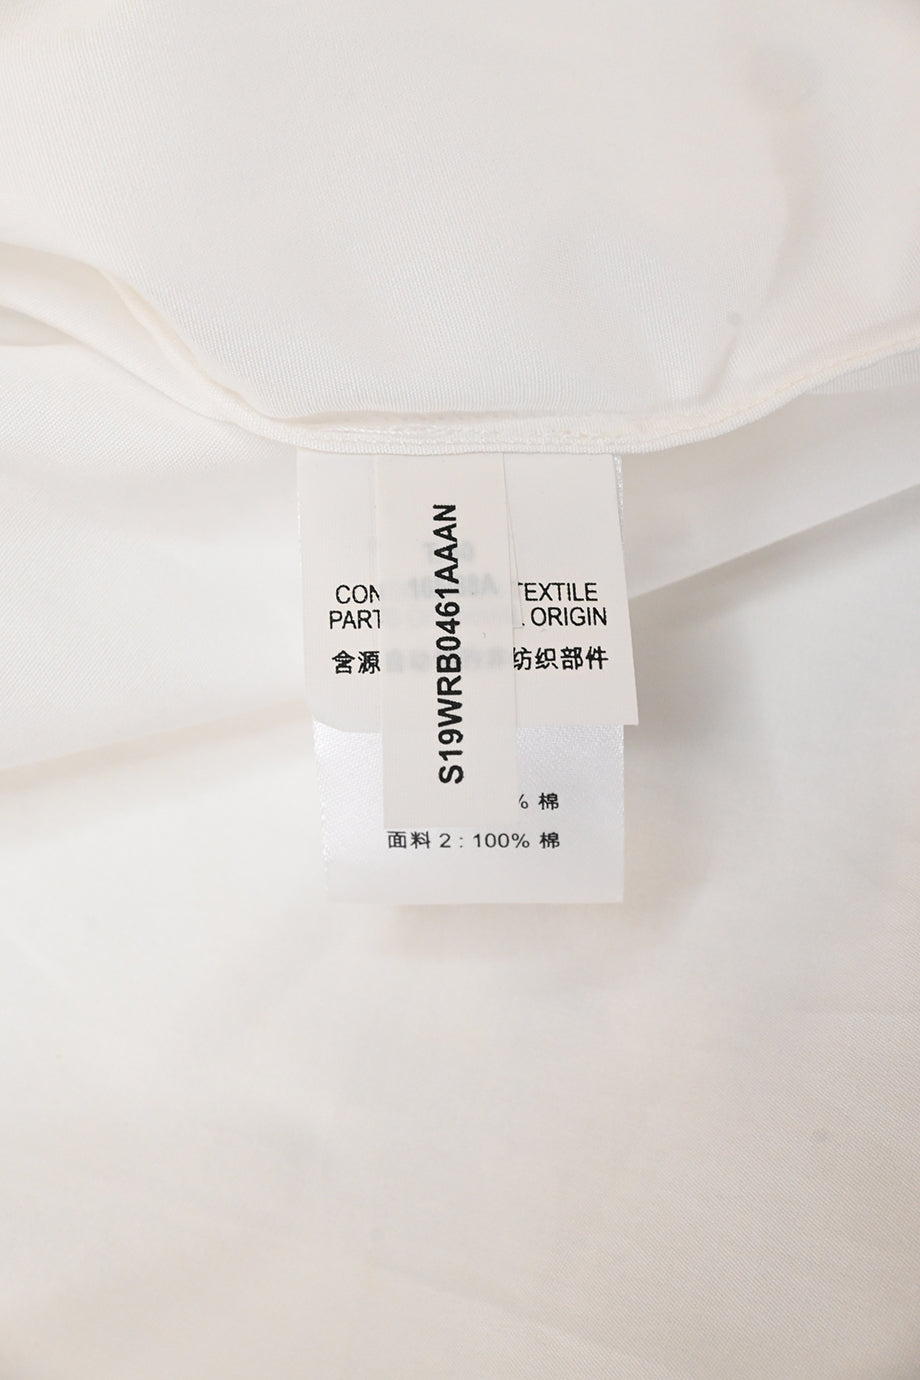 S19WRB0461AAAN
CON TEXTILE
PART ORIGIN
含源 纺织部件
% 棉
面料 2 : 100% 棉